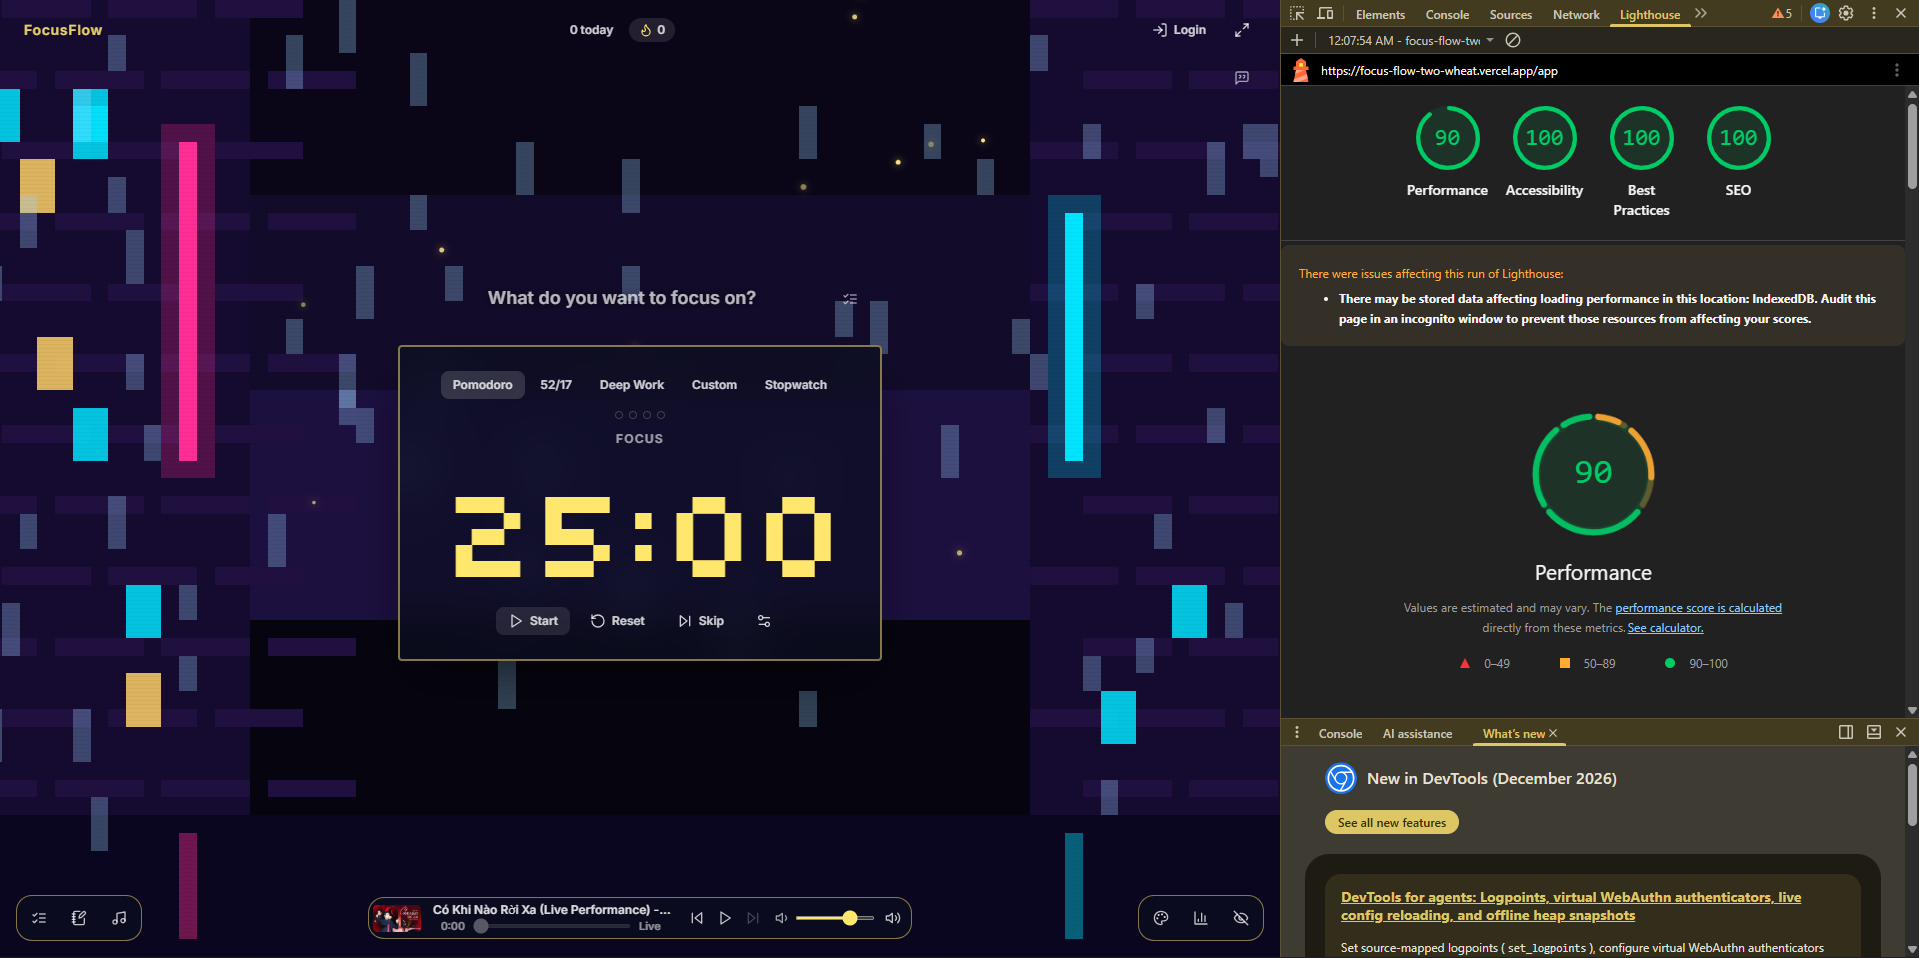 FocusFlow
0 today
0
Login
What do you want to focus on?
Pomodoro
52/17
Deep Work
Custom
Stopwatch
FOCUS
25:00
Start
Reset
Skip
Có Khi Nào Rời Xa (Live Performance) -...
0:00
Live
Elements
Console
Sources
Network
Lighthouse
5
12:07:54 AM - focus-flow-two
https://focus-flow-two-wheat.vercel.app/app
90
100
100
100
Performance
Accessibility
Best
Practices
SEO
There were issues affecting this run of Lighthouse:
• There may be stored data affecting loading performance in this location: IndexedDB. Audit this
page in an incognito window to prevent those resources from affecting your scores.
90
Performance
Values are estimated and may vary. The performance score is calculated
directly from these metrics. See calculator.
0–49
50–89
90–100
Console
AI assistance
What's new
New in DevTools (December 2026)
See all new features
DevTools for agents: Logpoints, virtual WebAuthn authenticators, live
config reloading, and offline heap snapshots
Set source-mapped logpoints ( set_logpoints ), configure virtual WebAuthn authenticators